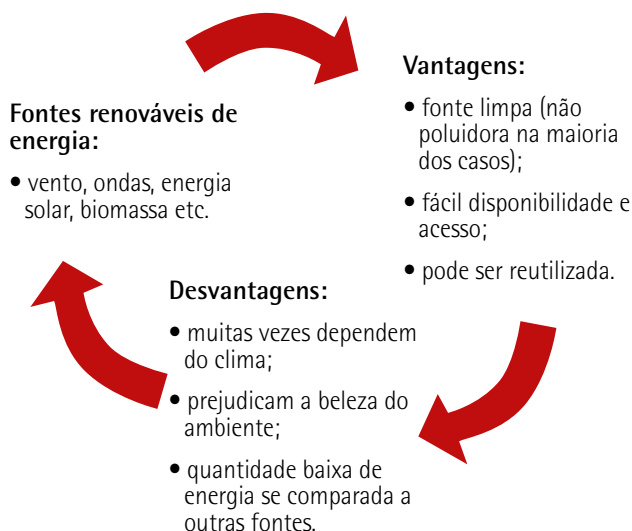 Fontes renováveis de
energia:
• vento, ondas, energia
solar, biomassa etc.
Vantagens:
• fonte limpa (não
poluidora na maioria
dos casos);
• fácil disponibilidade e
acesso;
• pode ser reutilizada.
Desvantagens:
• muitas vezes dependem
do clima;
• prejudicam a beleza do
ambiente;
• quantidade baixa de
energia se comparada a
outras fontes.